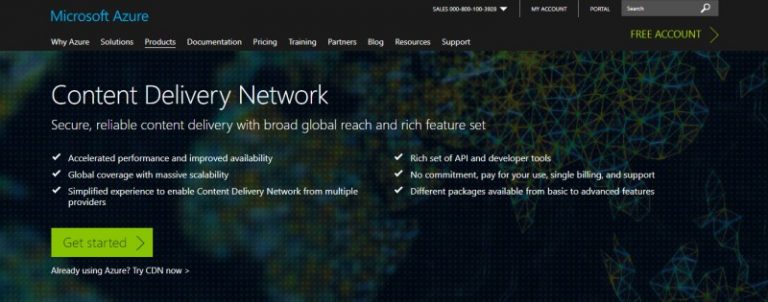 Microsoft Azure
SALES 000-800-100-3928
MY ACCOUNT
PORTAL
Search
FREE ACCOUNT
Why Azure
Solutions
Products
Documentation
Pricing
Training
Partners
Blog
Resources
Support
Content Delivery Network
Secure, reliable content delivery with broad global reach and rich feature set
Accelerated performance and improved availability
Global coverage with massive scalability
Simplified experience to enable Content Delivery Network from multiple
providers
Rich set of API and developer tools
No commitment, pay for your use, single billing, and support
Different packages available from basic to advanced features
Get started
Already using Azure? Try CDN now >